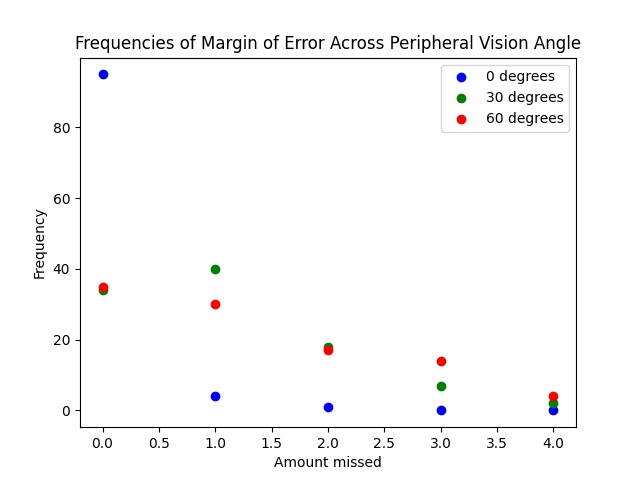 Frequencies of Margin of Error Across Peripheral Vision Angle
0 degrees
30 degrees
60 degrees
80
60
40
20
0
Frequency
0.0 0.5 1.0 1.5 2.0 2.5 3.0 3.5 4.0
Amount missed